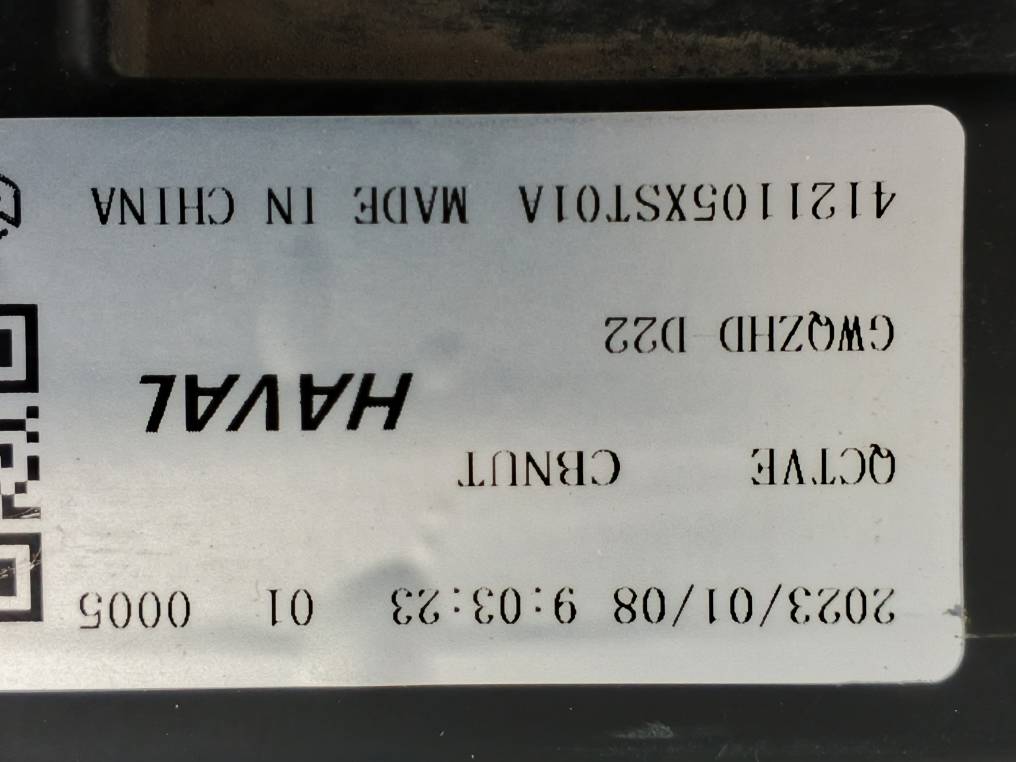 2023/01/08 9:03:23 01 0005
QCTVE CBNUT
HAVAL
GWQZHD D22
4121105XST01A MADE IN CHINA